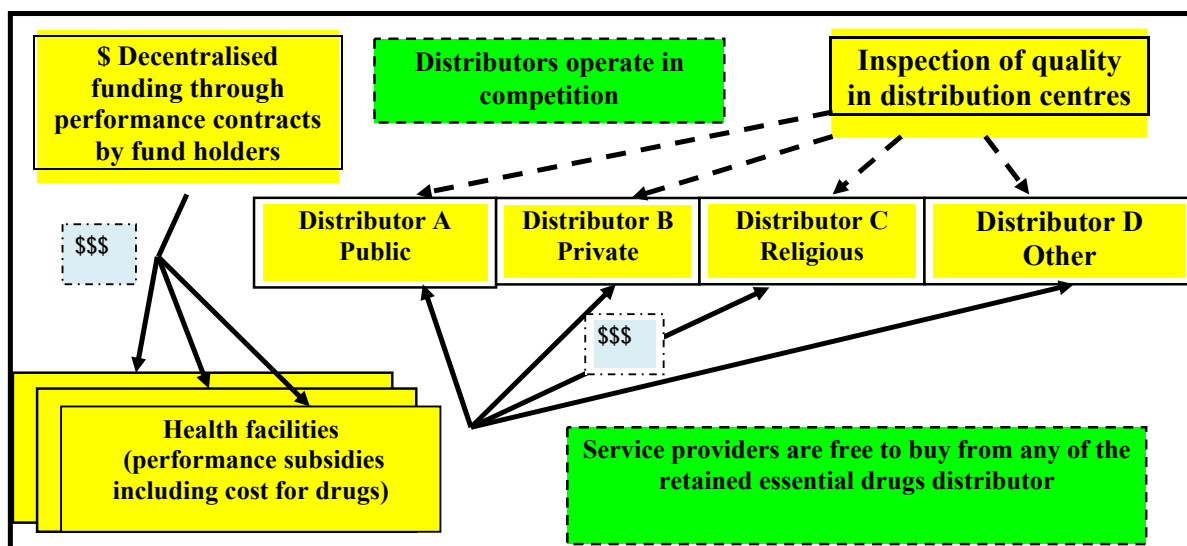 $ Decentralised
funding through
performance contracts
by fund holders
Distributors operate in
competition
Inspection of quality
in distribution centres
$$$
Distributor A
Public
Distributor B
Private
Distributor C
Religious
Distributor D
Other
$$$
Health facilities
(performance subsidies
including cost for drugs)
Service providers are free to buy from any of the
retained essential drugs distributor